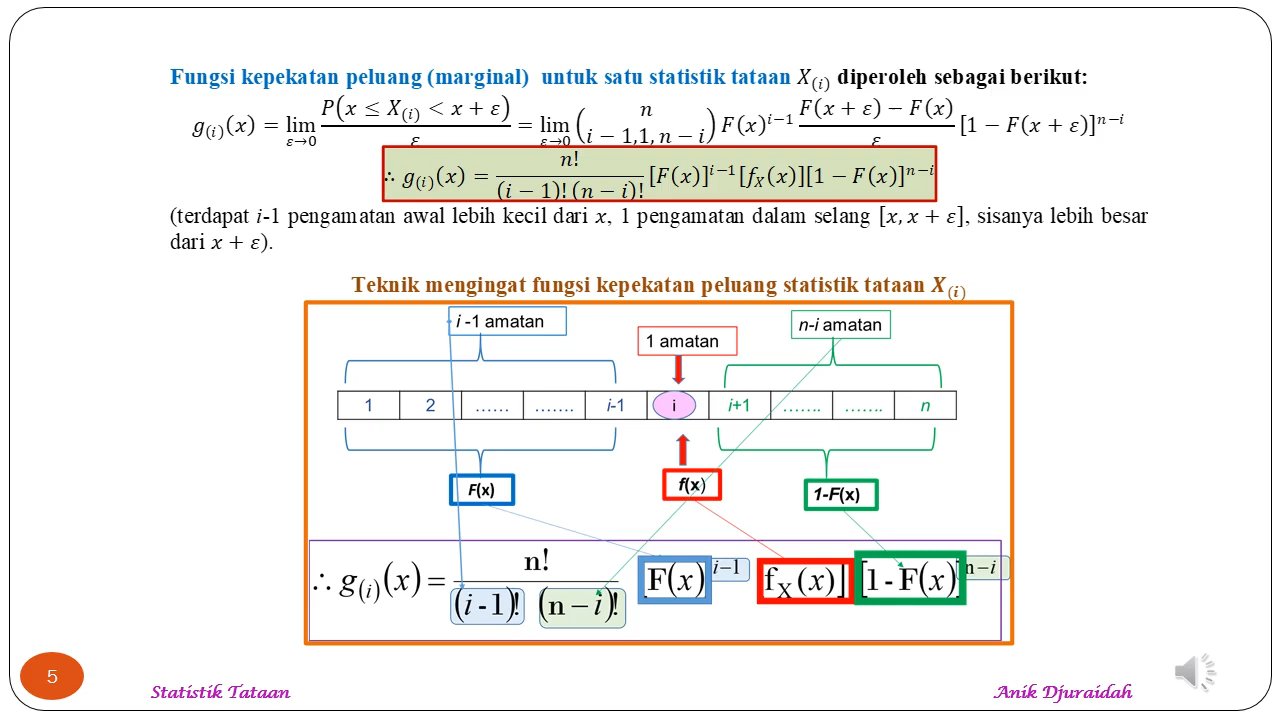 Fungsi kepekatan peluang (marginal) untuk satu statistik tataan X₍ᵢ₎ diperoleh sebagai berikut:
g₍ᵢ₎(x) = lim_{ε→0} P(x ≤ X₍ᵢ₎ < x + ε) / ε = lim_{ε→0} (n / i − 1,1, n − i) F(x)^{i−1} (F(x + ε) − F(x)) / ε [1 − F(x + ε)]^{n−i}
∴ g₍ᵢ₎(x) = n! / ((i − 1)! (n − i)!) [F(x)]^{i−1} [f_X(x)][1 − F(x)]^{n−i}
(terdapat i-1 pengamatan awal lebih kecil dari x, 1 pengamatan dalam selang [x, x + ε], sisanya lebih besar
dari x + ε).
Teknik mengingat fungsi kepekatan peluang statistik tataan X₍ᵢ₎
i -1 amatan
1 amatan
n-i amatan
1 2 …… ……. i-1 i i+1 ……. ……. n
F(x)
f(x)
1-F(x)
∴ g₍ᵢ₎(x) = n! / ((i - 1)! (n − i)!) [F(x)]^{i−1} [f_X(x)] [1 - F(x)]^{n−i}
5
Statistik Tataan
Anik Djuraidah